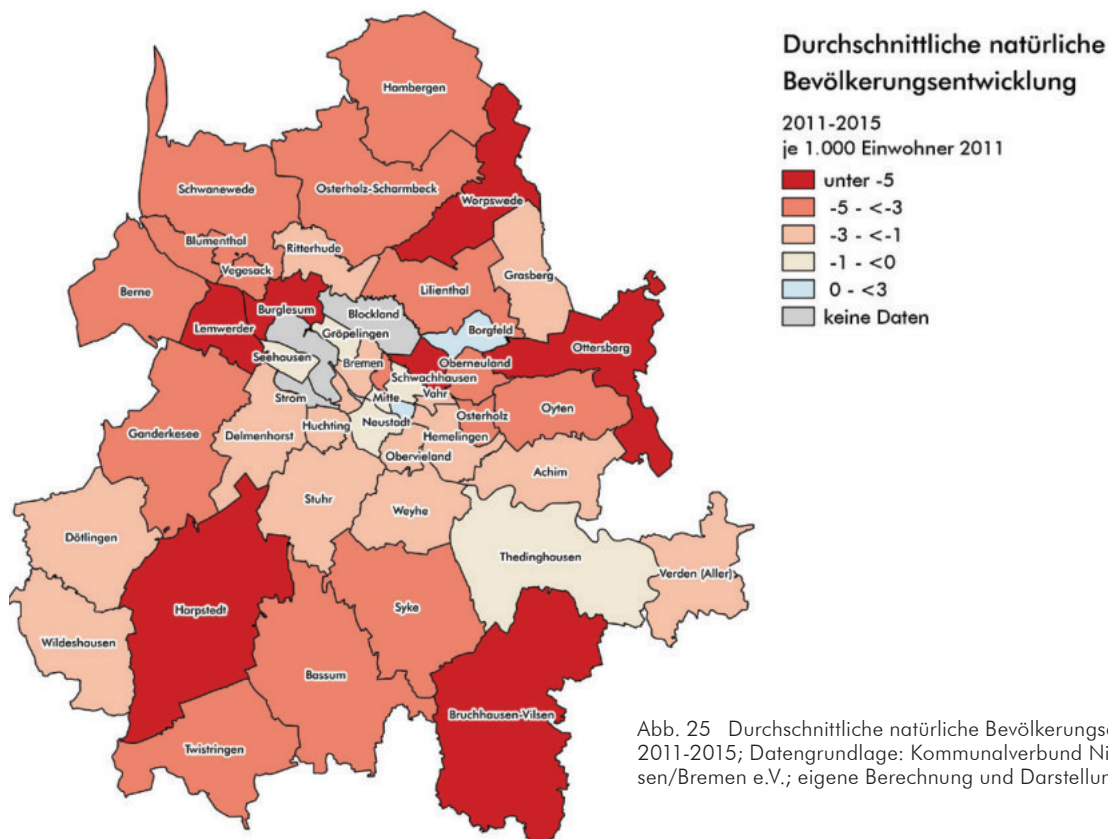 Durchschnittliche natürliche
Bevölkerungsentwicklung
2011-2015
je 1.000 Einwohner 2011
unter -5
-5 - <-3
-3 - <-1
-1 - <0
0 - <3
keine Daten
Hambergen
Schwanewede
Osterholz-Scharmbeck
Worpswede
Blumenthal
Ritterhude
Vegesack
Grasberg
Berne
Lilienthal
Burglesum
Blockland
Lemwerder
Gröpelingen
Borgfeld
Ottersberg
Seehausen
Bremen
Oberneuland
Schwachhausen
Strom
Mitte
Vahr
Oyten
Ganderkesee
Delmenhorst
Huchting
Neustadt
Osterholz
Hemelingen
Obervieland
Achim
Stuhr
Weyhe
Dötlingen
Thedinghausen
Verden (Aller)
Harpstedt
Syke
Wildeshausen
Bassum
Bruchhausen-Vilsen
Twistringen
Abb. 25 Durchschnittliche natürliche Bevölkerungse
2011-2015; Datengrundlage: Kommunalverbund Ni
sen/Bremen e.V.; eigene Berechnung und Darstellun